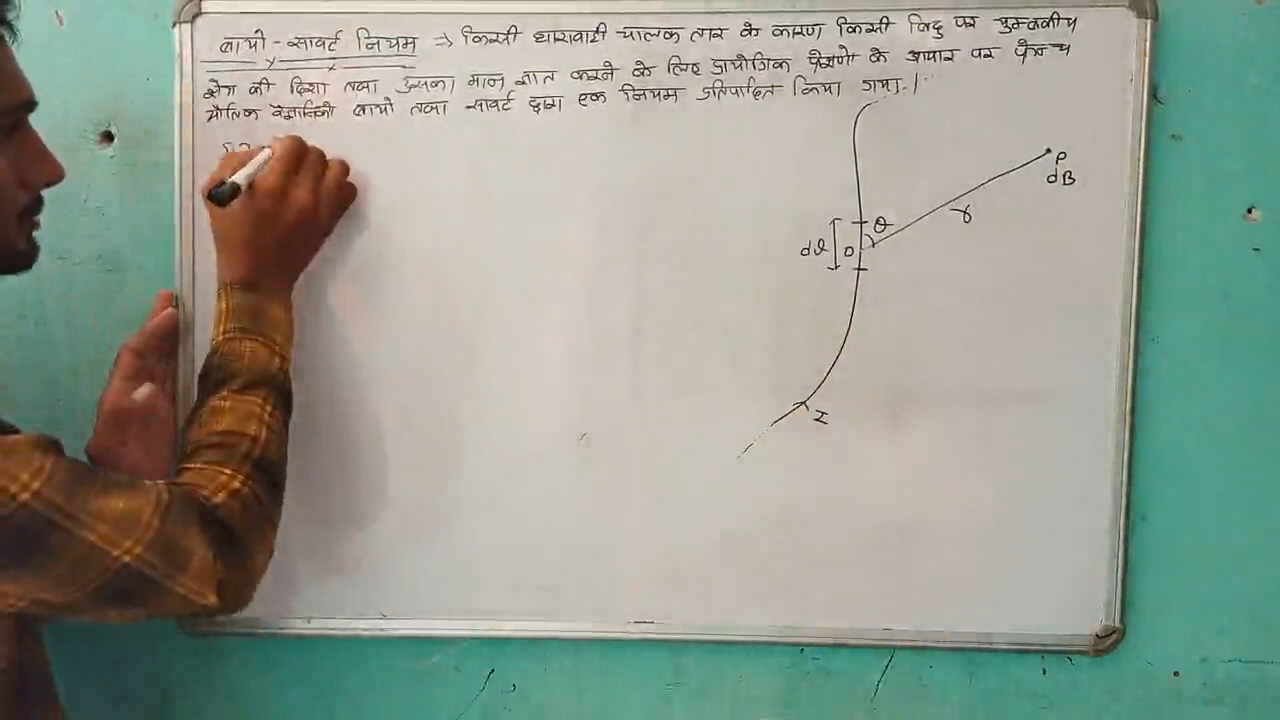 बायो-सावर्ट नियम → किसी धारावाही चालक तार के कारण किसी बिंदु पर चुम्बकीय
क्षेत्र की दिशा तथा उसका मान ज्ञात करने के लिए प्रायोगिक प्रेक्षणो के आधार पर फ्रेन्च
भौतिक वैज्ञानिको बायो तथा सावर्ट द्वारा एक नियम प्रतिपादित किया गया।
P
dB
θ
r
dl
O
I